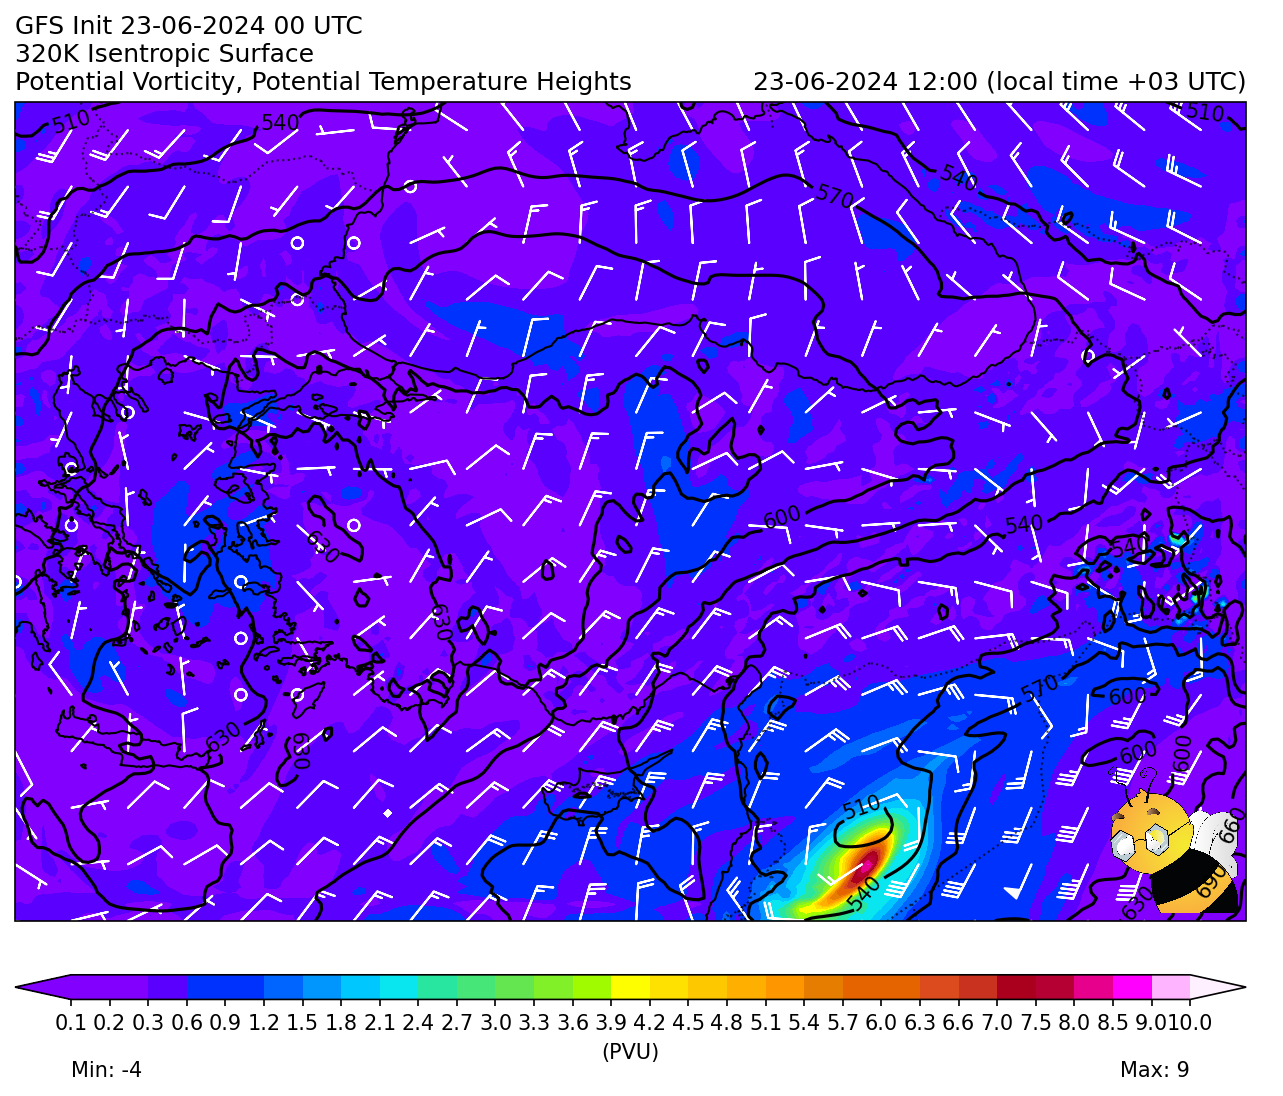 GFS Init 23-06-2024 00 UTC
320K Isentropic Surface
Potential Vorticity, Potential Temperature Heights 23-06-2024 12:00 (local time +03 UTC)
510 540 510
540
570
600
540
540
630
630
570
600
630
630
600
600
510
660
540
690
630
0.1 0.2 0.3 0.6 0.9 1.2 1.5 1.8 2.1 2.4 2.7 3.0 3.3 3.6 3.9 4.2 4.5 4.8 5.1 5.4 5.7 6.0 6.3 6.6 7.0 7.5 8.0 8.5 9.0 10.0
(PVU)
Min: -4 Max: 9